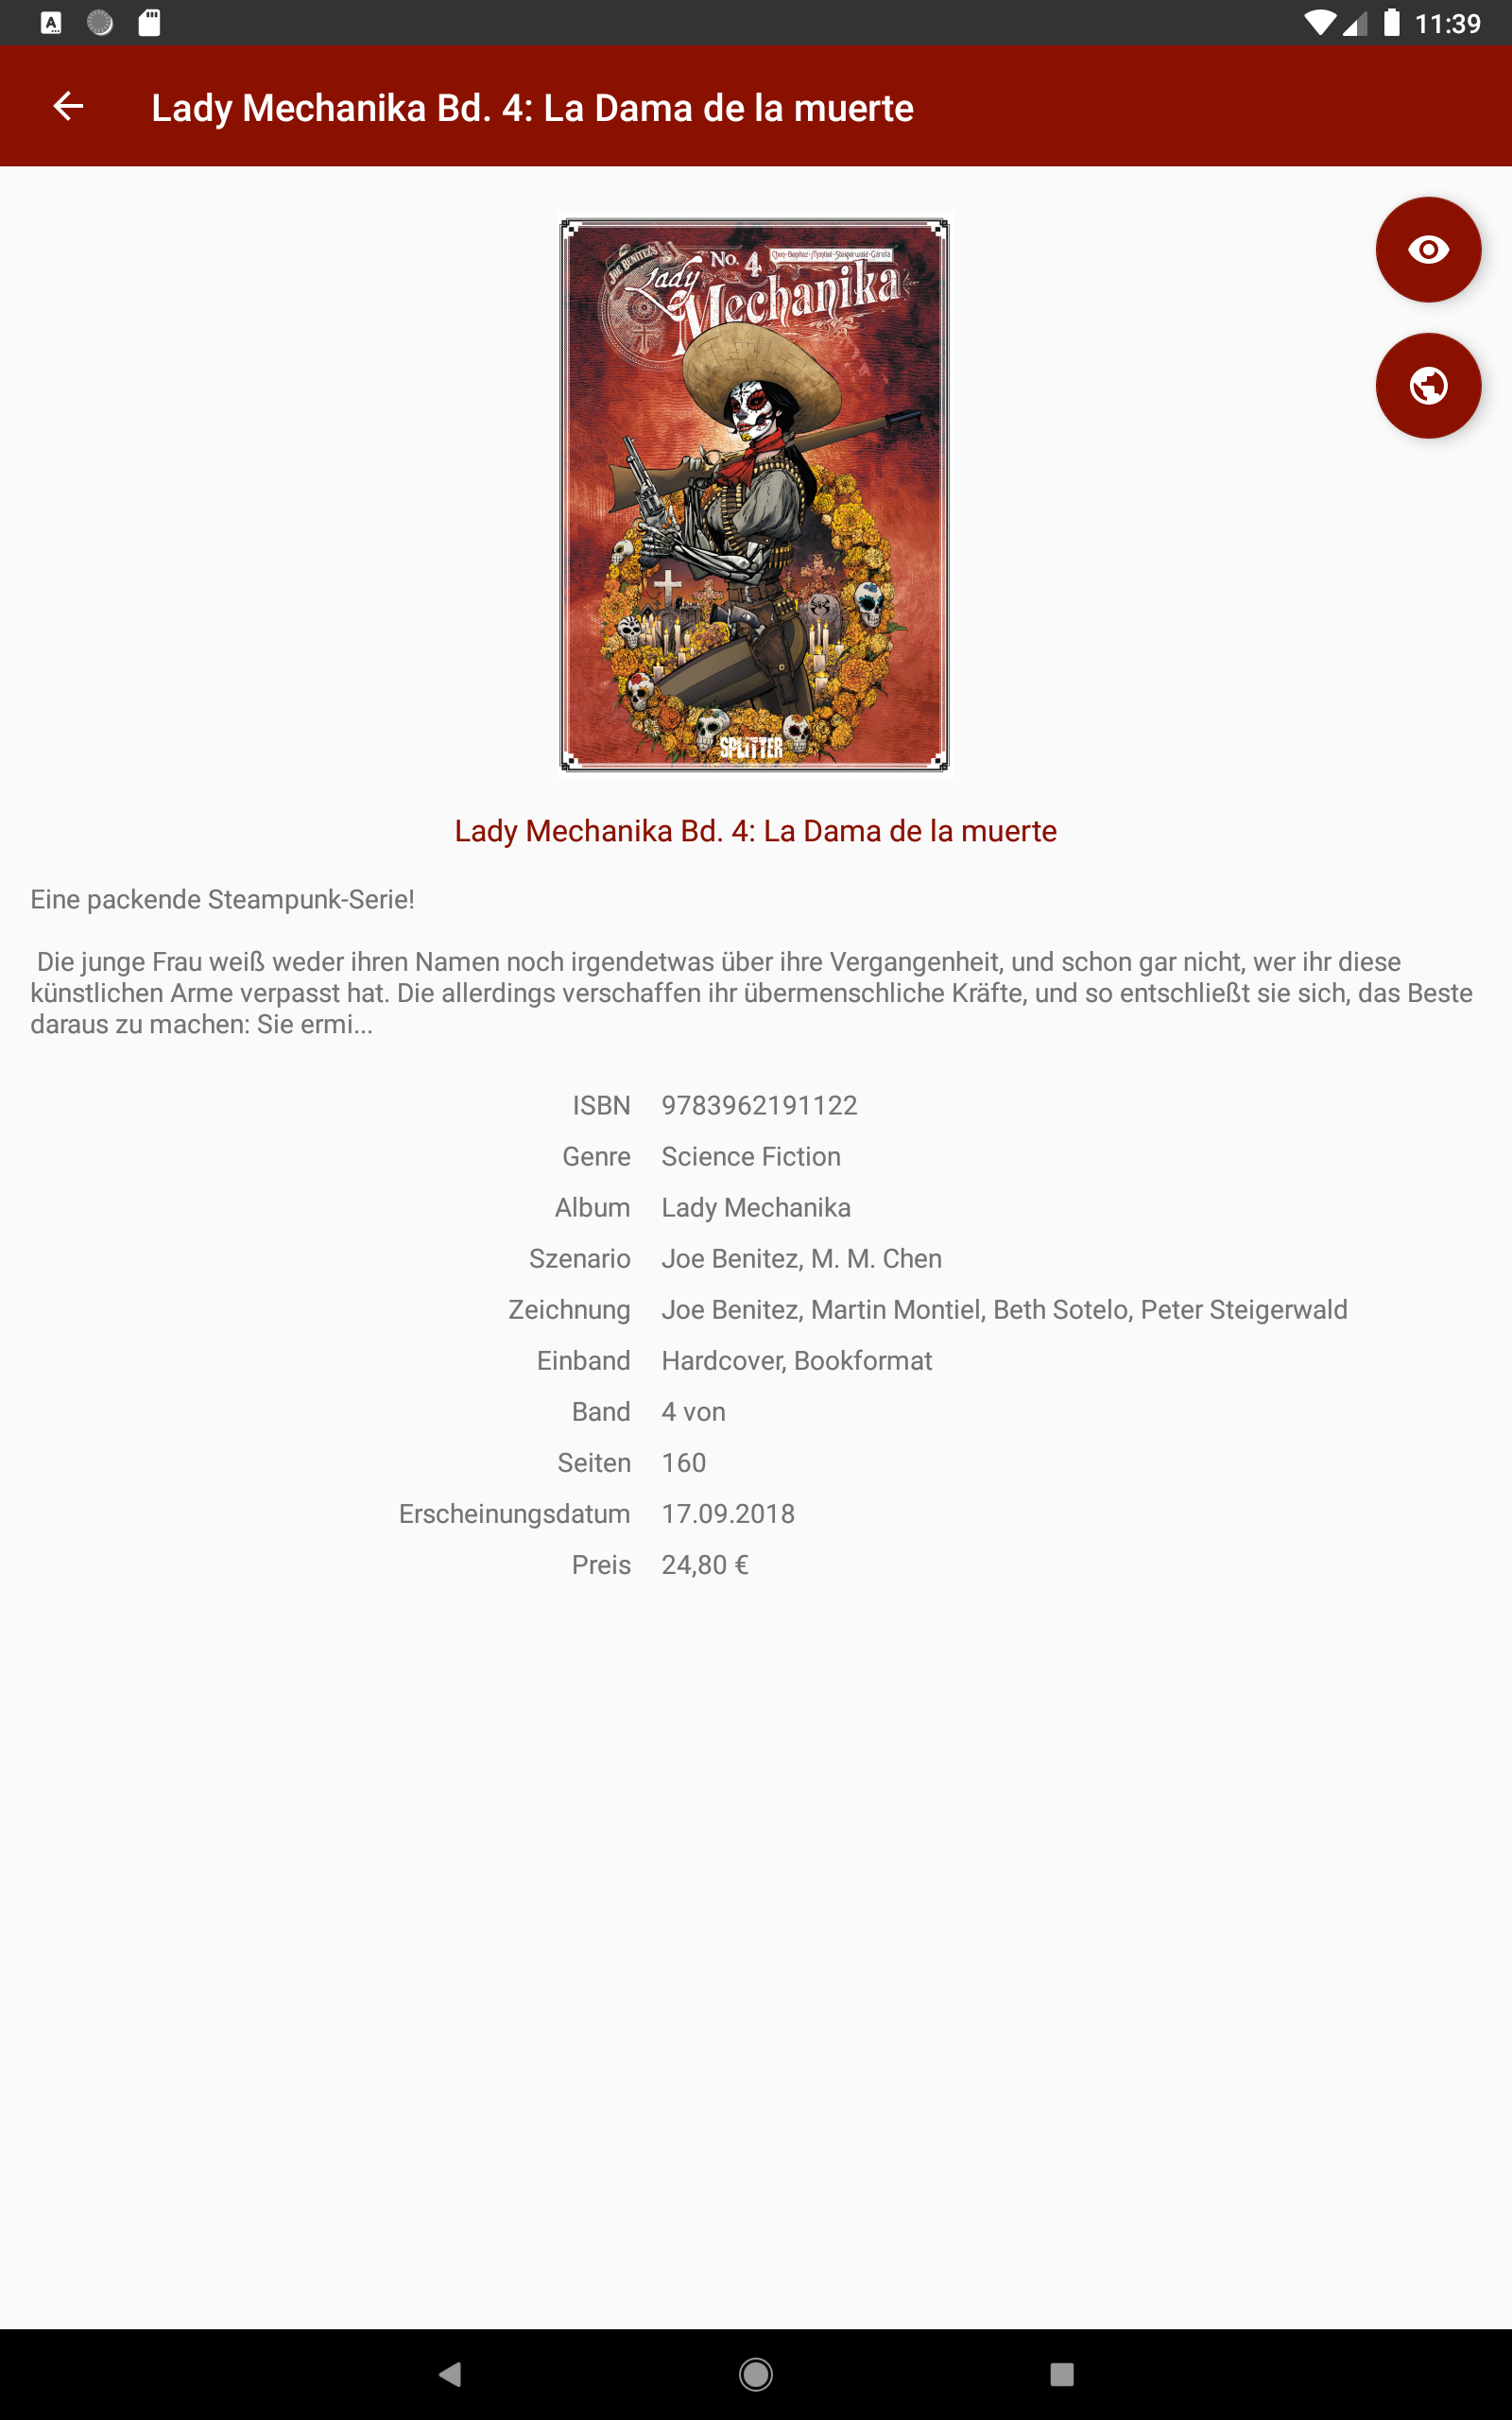 11:39
Lady Mechanika Bd. 4: La Dama de la muerte
JOE BENITEZ'S
No. 4
Chen·Benitez·Montiel·Steigerwald·Garcia
Lady
Mechanika
SPLITTER
Lady Mechanika Bd. 4: La Dama de la muerte
Eine packende Steampunk-Serie!
Die junge Frau weiß weder ihren Namen noch irgendetwas über ihre Vergangenheit, und schon gar nicht, wer ihr diese
künstlichen Arme verpasst hat. Die allerdings verschaffen ihr übermenschliche Kräfte, und so entschließt sie sich, das Beste
daraus zu machen: Sie ermi...
ISBN 9783962191122
Genre Science Fiction
Album Lady Mechanika
Szenario Joe Benitez, M. M. Chen
Zeichnung Joe Benitez, Martin Montiel, Beth Sotelo, Peter Steigerwald
Einband Hardcover, Bookformat
Band 4 von
Seiten 160
Erscheinungsdatum 17.09.2018
Preis 24,80 €